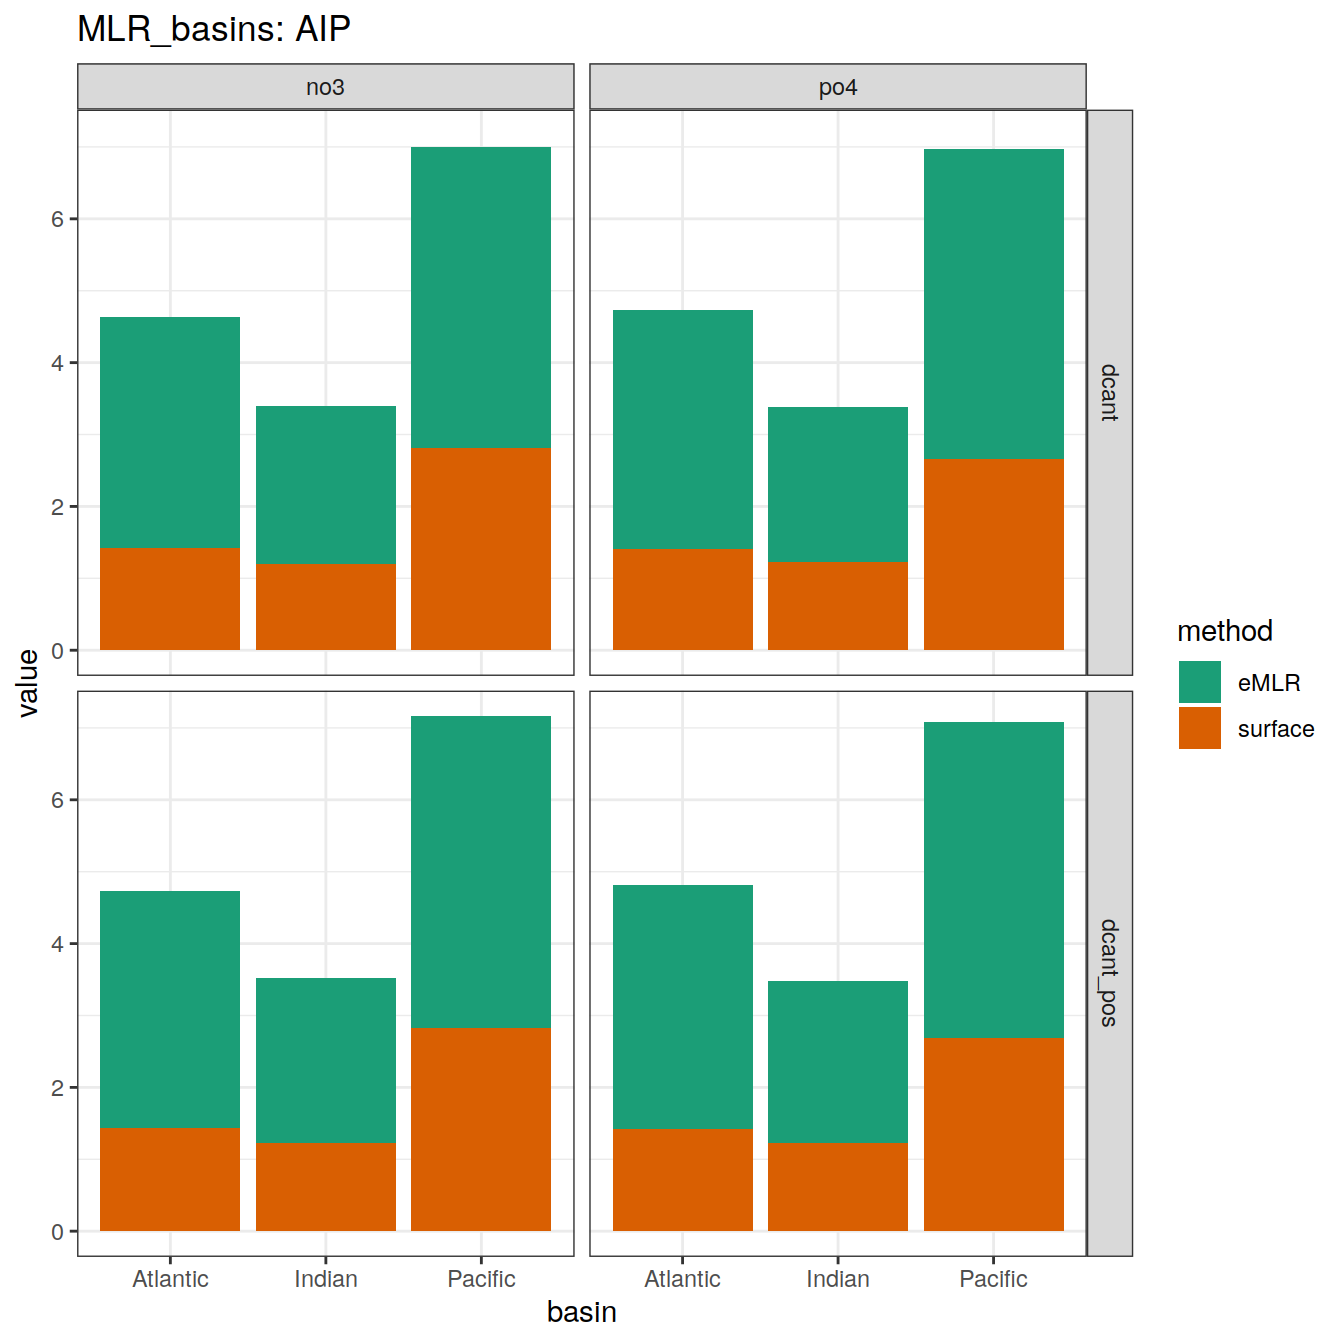 MLR_basins: AIP
no3
po4
6
4
2
0
dcant
6
4
2
0
dcant_pos
value
Atlantic
Indian
Pacific
Atlantic
Indian
Pacific
basin
method
eMLR
surface